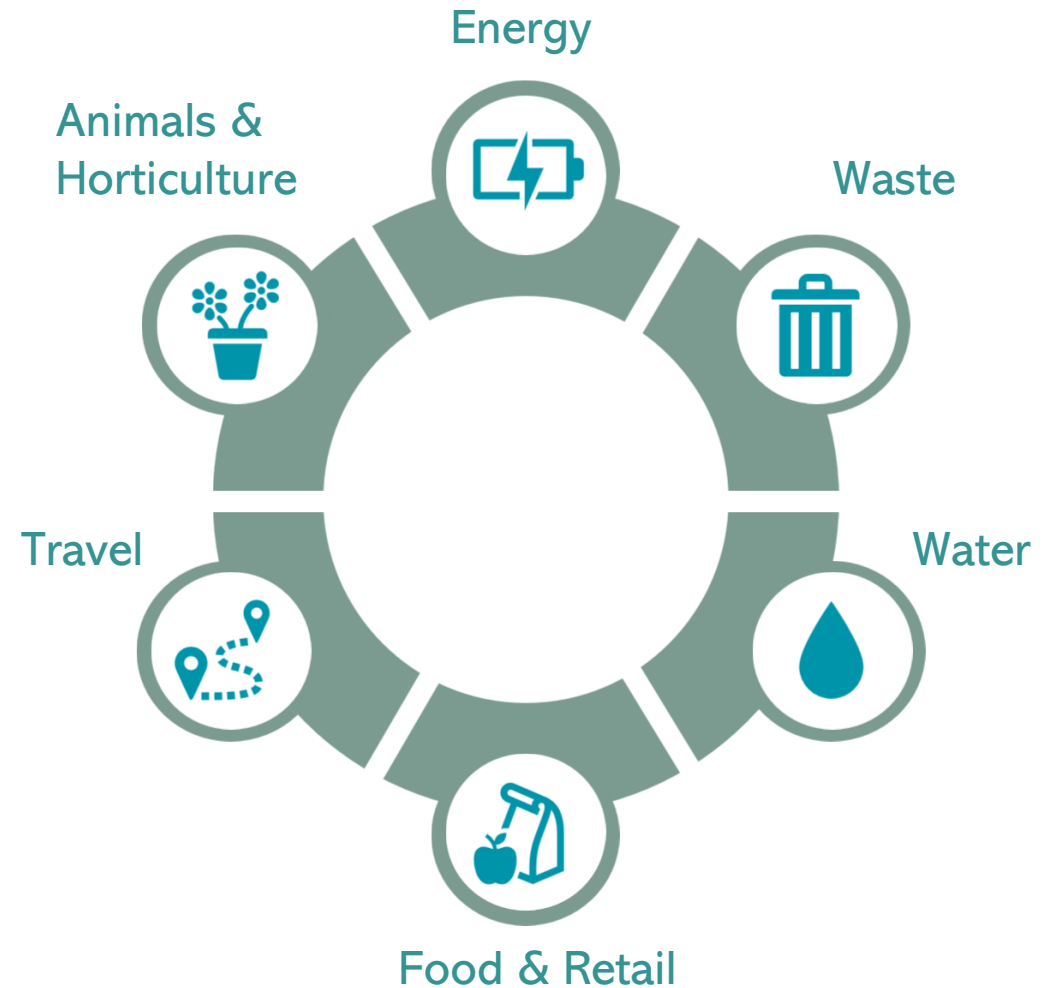 Energy
Animals &
Horticulture
Waste
Travel
Water
Food & Retail